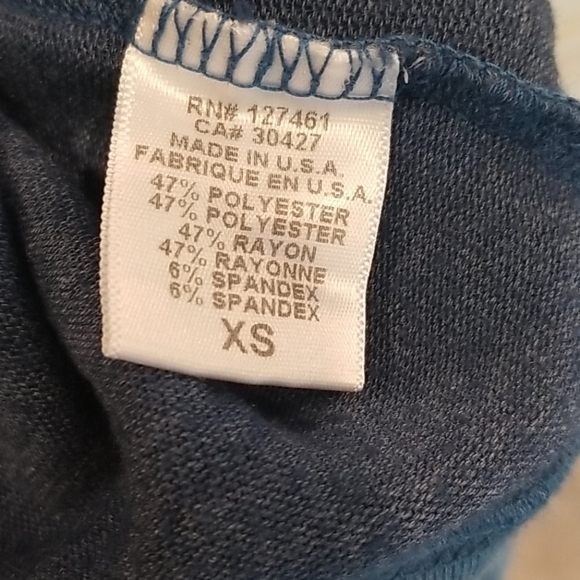 RN# 127461
CA# 30427
MADE IN U.S.A.
FABRIQUE EN U.S.A.
47% POLYESTER
47% POLYESTER
47% RAYON
47% RAYONNE
6% SPANDEX
6% SPANDEX
XS